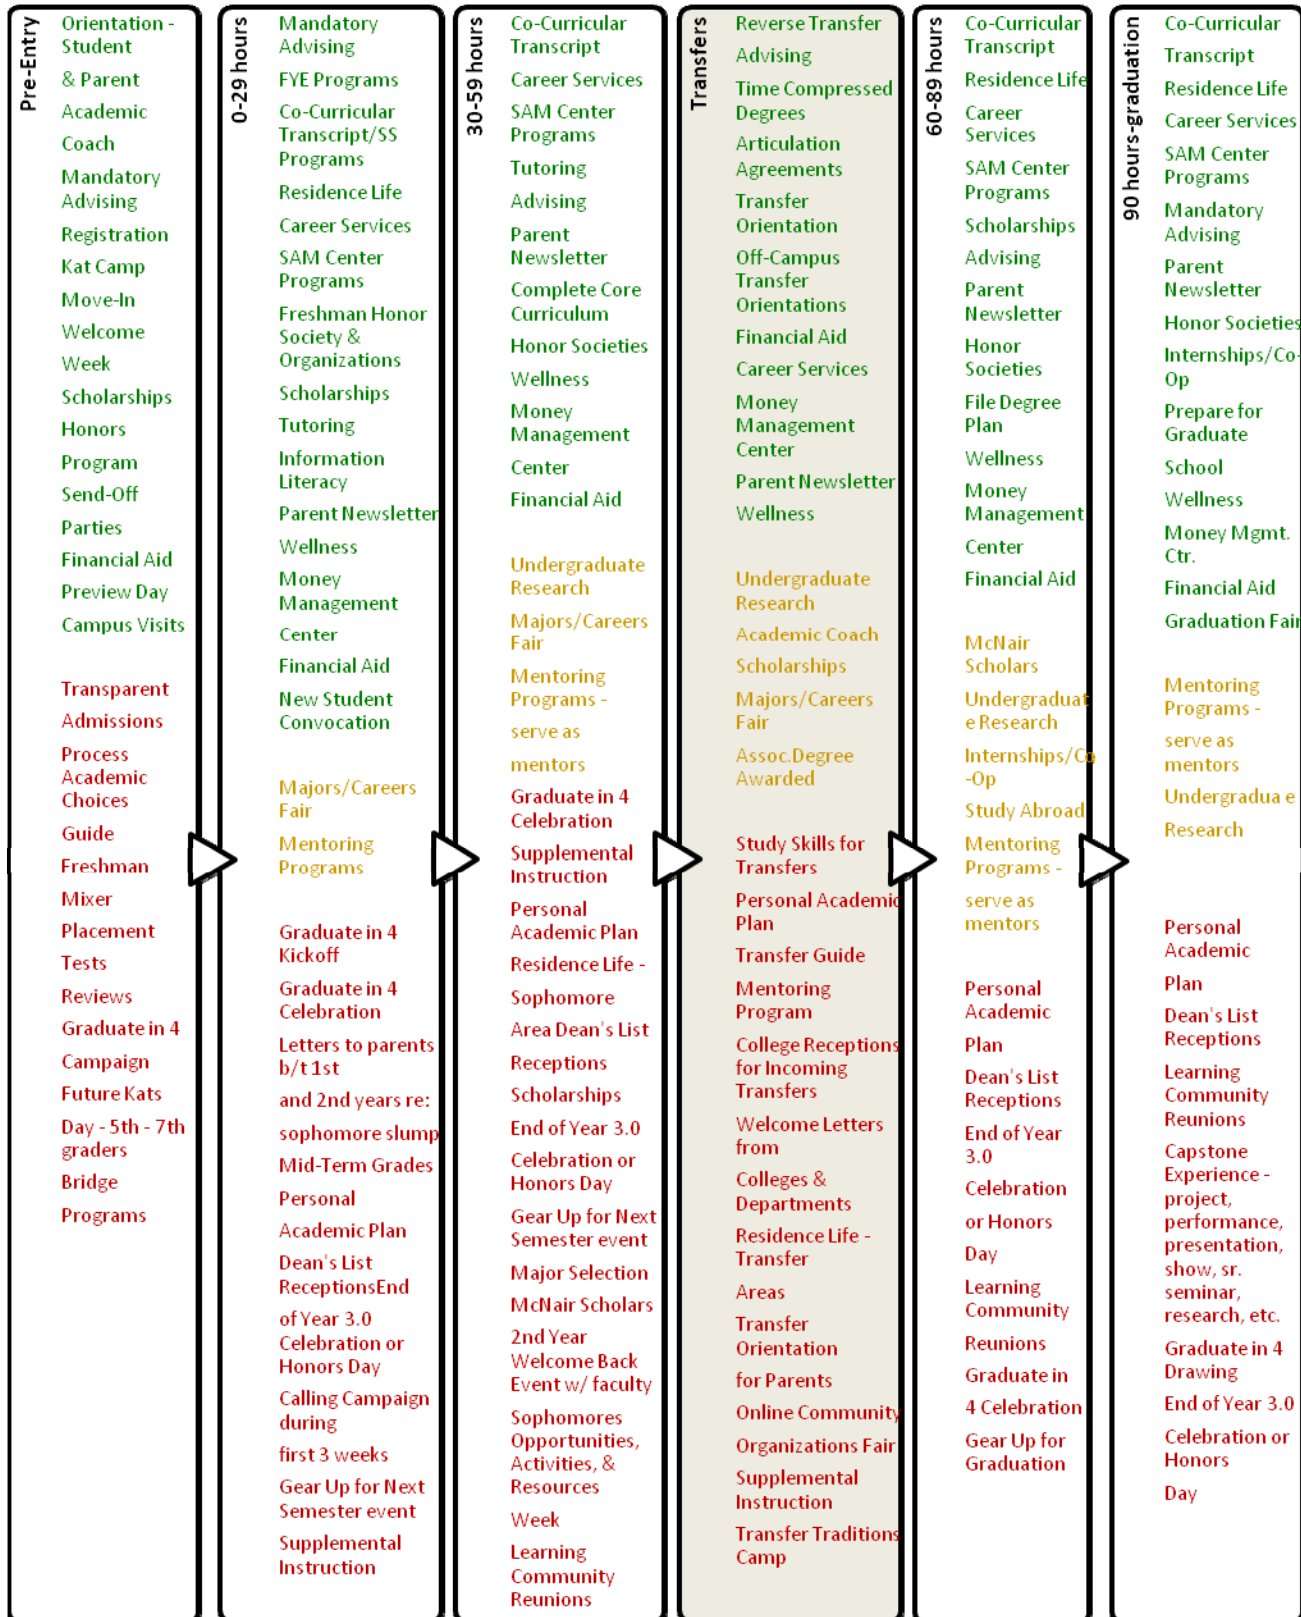 Pre-Entry
Orientation -
Student
& Parent
Academic
Coach
Mandatory
Advising
Registration
Kat Camp
Move-In
Welcome
Week
Scholarships
Honors
Program
Send-Off
Parties
Financial Aid
Preview Day
Campus Visits
Transparent
Admissions
Process
Academic
Choices
Guide
Freshman
Mixer
Placement
Tests
Reviews
Graduate in 4
Campaign
Future Kats
Day - 5th - 7th
graders
Bridge
Programs
0-29 hours
Mandatory
Advising
FYE Programs
Co-Curricular
Transcript/SS
Programs
Residence Life
Career Services
SAM Center
Programs
Freshman Honor
Society &
Organizations
Scholarships
Tutoring
Information
Literacy
Parent Newsletter
Wellness
Money
Management
Center
Financial Aid
New Student
Convocation
Majors/Careers
Fair
Mentoring
Programs
Graduate in 4
Kickoff
Graduate in 4
Celebration
Letters to parents
b/t 1st
and 2nd years re:
sophomore slump
Mid-Term Grades
Personal
Academic Plan
Dean's List
ReceptionsEnd
of Year 3.0
Celebration or
Honors Day
Calling Campaign
during
first 3 weeks
Gear Up for Next
Semester event
Supplemental
Instruction
30-59 hours
Co-Curricular
Transcript
Career Services
SAM Center
Programs
Tutoring
Advising
Parent
Newsletter
Complete Core
Curriculum
Honor Societies
Wellness
Money
Management
Center
Financial Aid
Undergraduate
Research
Majors/Careers
Fair
Mentoring
Programs -
serve as
mentors
Graduate in 4
Celebration
Supplemental
Instruction
Personal
Academic Plan
Residence Life -
Sophomore
Area Dean's List
Receptions
Scholarships
End of Year 3.0
Celebration or
Honors Day
Gear Up for Next
Semester event
Major Selection
McNair Scholars
2nd Year
Welcome Back
Event w/ faculty
Sophomores
Opportunities,
Activities, &
Resources
Week
Learning
Community
Reunions
Transfers
Reverse Transfer
Advising
Time Compressed
Degrees
Articulation
Agreements
Transfer
Orientation
Off-Campus
Transfer
Orientations
Financial Aid
Career Services
Money
Management
Center
Parent Newsletter
Wellness
Undergraduate
Research
Academic Coach
Scholarships
Majors/Careers
Fair
Assoc.Degree
Awarded
Study Skills for
Transfers
Personal Academic
Plan
Transfer Guide
Mentoring
Program
College Receptions
for Incoming
Transfers
Welcome Letters
from
Colleges &
Departments
Residence Life -
Transfer
Areas
Transfer
Orientation
for Parents
Online Community
Organizations Fair
Supplemental
Instruction
Transfer Traditions
Camp
60-89 hours
Co-Curricular
Transcript
Residence Life
Career
Services
SAM Center
Programs
Scholarships
Advising
Parent
Newsletter
Honor
Societies
File Degree
Plan
Wellness
Money
Management
Center
Financial Aid
McNair
Scholars
Undergraduat
e Research
Internships/Co
-Op
Study Abroad
Mentoring
Programs -
serve as
mentors
Personal
Academic
Plan
Dean's List
Receptions
End of Year
3.0
Celebration
or Honors
Day
Learning
Community
Reunions
Graduate in
4 Celebration
Gear Up for
Graduation
90 hours-graduation
Co-Curricular
Transcript
Residence Life
Career Services
SAM Center
Programs
Mandatory
Advising
Parent
Newsletter
Honor Societies
Internships/Co-
Op
Prepare for
Graduate
School
Wellness
Money Mgmt.
Ctr.
Financial Aid
Graduation Fair
Mentoring
Programs -
serve as
mentors
Undergradua e
Research
Personal
Academic
Plan
Dean's List
Receptions
Learning
Community
Reunions
Capstone
Experience -
project,
performance,
presentation,
show, sr.
seminar,
research, etc.
Graduate in 4
Drawing
End of Year 3.0
Celebration or
Honors
Day